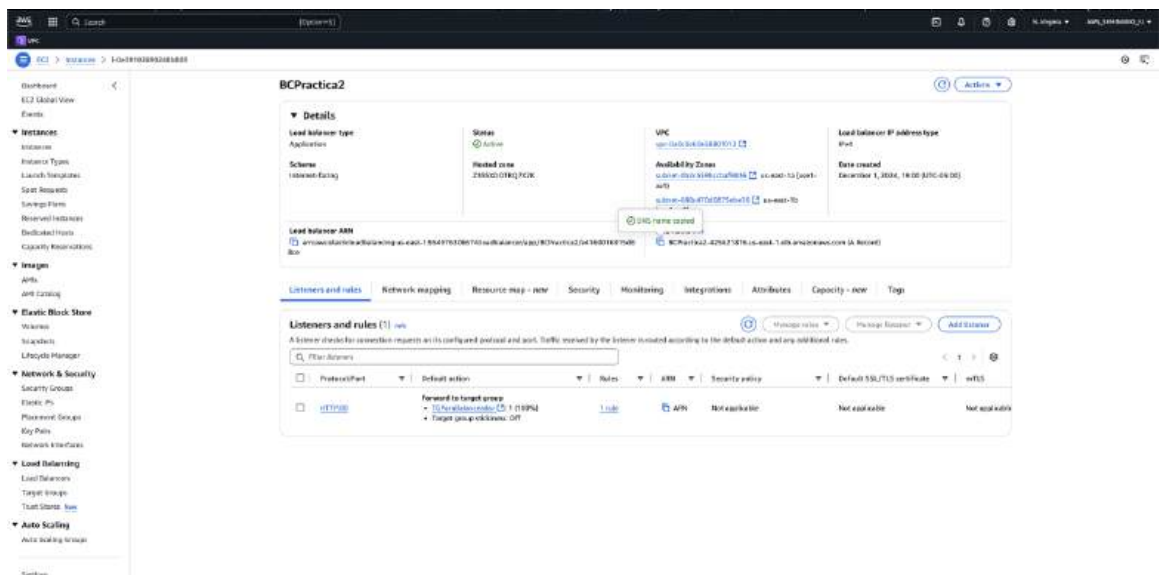 aws
Search
[Option+S]
VPC
EC2 > Instances >
BCPractica2
Actions
Dashboard
EC2 Global View
Events
Instances
Instances
Instance Types
Launch Templates
Spot Requests
Savings Plans
Reserved Instances
Dedicated Hosts
Capacity Reservations
Images
AMIs
AMI Catalog
Elastic Block Store
Volumes
Snapshots
Lifecycle Manager
Network & Security
Security Groups
Elastic IPs
Placement Groups
Key Pairs
Network Interfaces
Load Balancing
Load Balancers
Target Groups
Trust Stores New
Auto Scaling
Auto Scaling Groups
Settings
Details
Load balancer type
Application
Status
Active
VPC
Load balancer IP address type
IPv4
Scheme
Internet-facing
Hosted zone
Availability Zones
Date created
December 1, 2024, 19:00 (UTC-05:00)
DNS name copied
Load balancer ARN
Listeners and rules
Network mapping
Resource map - new
Security
Monitoring
Integrations
Attributes
Capacity - new
Tags
Listeners and rules (1) Info
Manage rules
Manage listener
Add listener
A listener checks for connection requests on its configured protocol and port. Traffic received by the listener is routed according to the default action and any additional rules.
Filter listeners
1
Protocol:Port
Default action
Rules
ARN
Security policy
Default SSL/TLS certificate
mTLS
HTTP:80
Forward to target group
1 (100%)
Target group stickiness: Off
1 rule
ARN
Not applicable
Not applicable
Not applicable